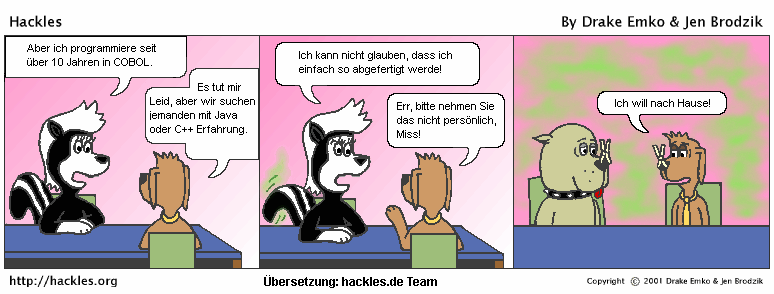 Hackles
By Drake Emko & Jen Brodzik
Aber ich programmiere seit
über 10 Jahren in COBOL.
Es tut mir
Leid, aber wir suchen
jemanden mit Java
oder C++ Erfahrung.
Ich kann nicht glauben, dass ich
einfach so abgefertigt werde!
Err, bitte nehmen Sie
das nicht persönlich,
Miss!
Ich will nach Hause!
http://hackles.org
Übersetzung: hackles.de Team
Copyright © 2001 Drake Emko & Jen Brodzik